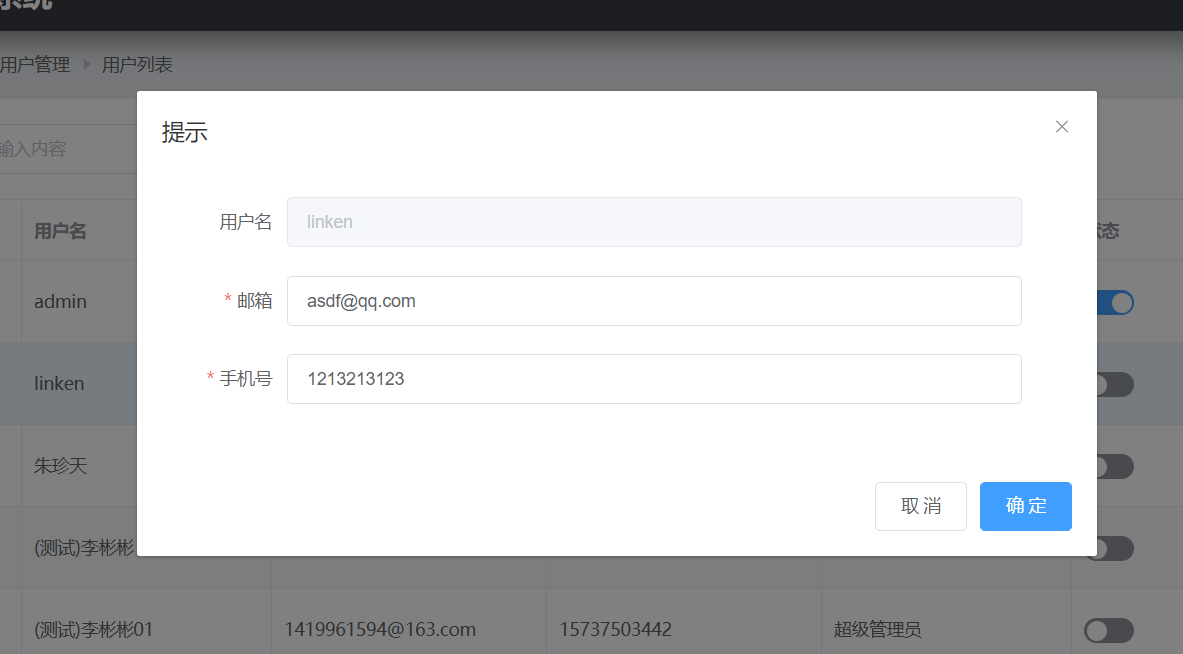 系统
用户管理 用户列表
输入内容
用户名 状态
admin
linken
朱珍天
(测试)李彬彬
(测试)李彬彬01 1419961594@163.com 15737503442 超级管理员
提示
用户名 linken
* 邮箱 asdf@qq.com
* 手机号 1213213123
取消 确定